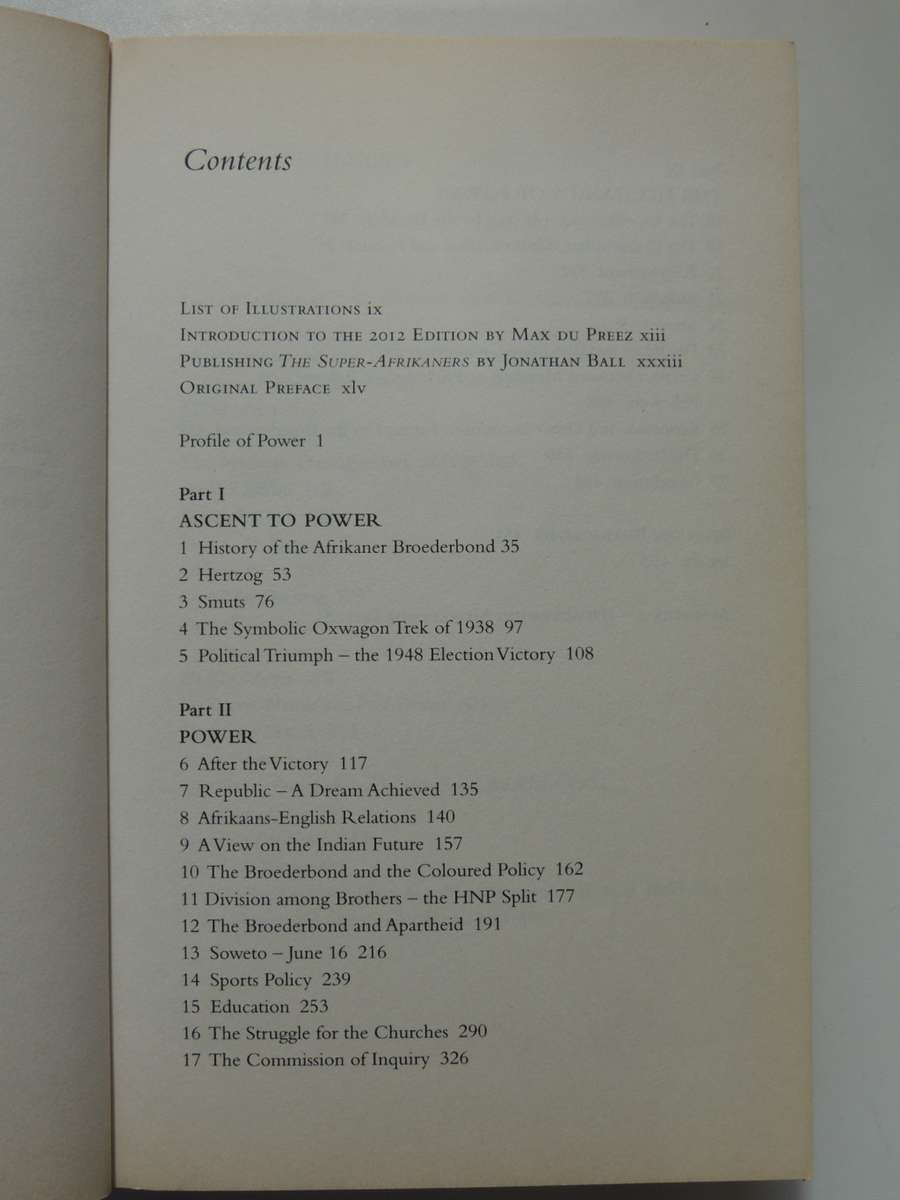 Contents
LIST OF ILLUSTRATIONS ix
INTRODUCTION TO THE 2012 EDITION BY MAX DU PREEZ xiii
PUBLISHING THE SUPER-AFRIKANERS BY JONATHAN BALL xxxiii
ORIGINAL PREFACE xlv
Profile of Power 1
Part I
ASCENT TO POWER
1 History of the Afrikaner Broederbond 35
2 Hertzog 53
3 Smuts 76
4 The Symbolic Oxwagon Trek of 1938 97
5 Political Triumph – the 1948 Election Victory 108
Part II
POWER
6 After the Victory 117
7 Republic – A Dream Achieved 135
8 Afrikaans-English Relations 140
9 A View on the Indian Future 157
10 The Broederbond and the Coloured Policy 162
11 Division among Brothers – the HNP Split 177
12 The Broederbond and Apartheid 191
13 Soweto – June 16 216
14 Sports Policy 239
15 Education 253
16 The Struggle for the Churches 290
17 The Commission of Inquiry 326